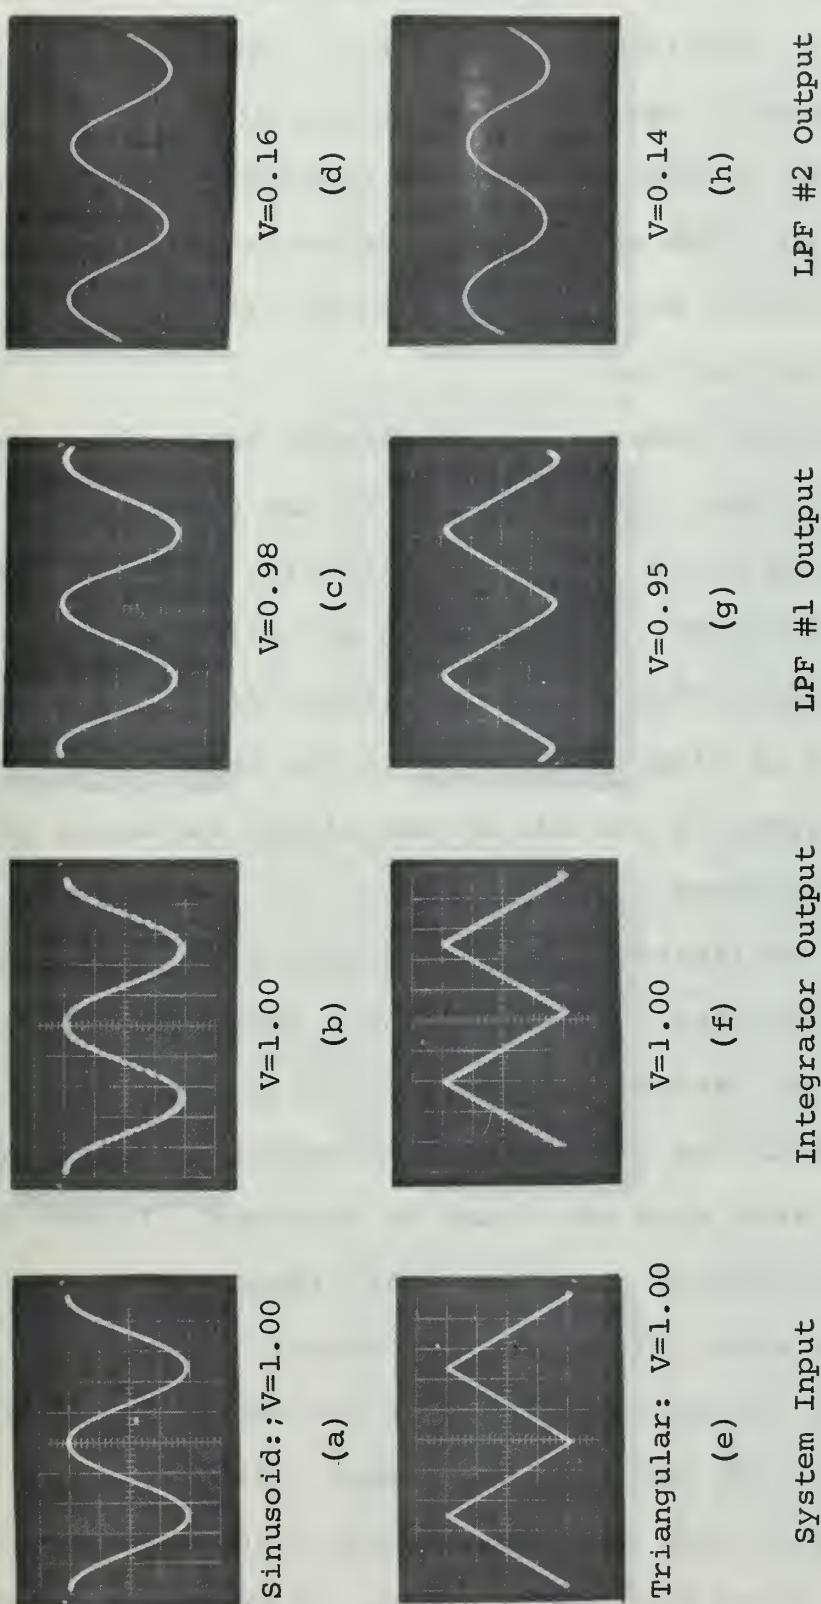 Sinusoid:;V=1.00
V=1.00
V=0.98
V=0.16
(a)
(b)
(c)
(d)
Triangular: V=1.00
V=1.00
V=0.95
V=0.14
(e)
(f)
(g)
(h)
System Input
Integrator Output
LPF #1 Output
LPF #2 Output